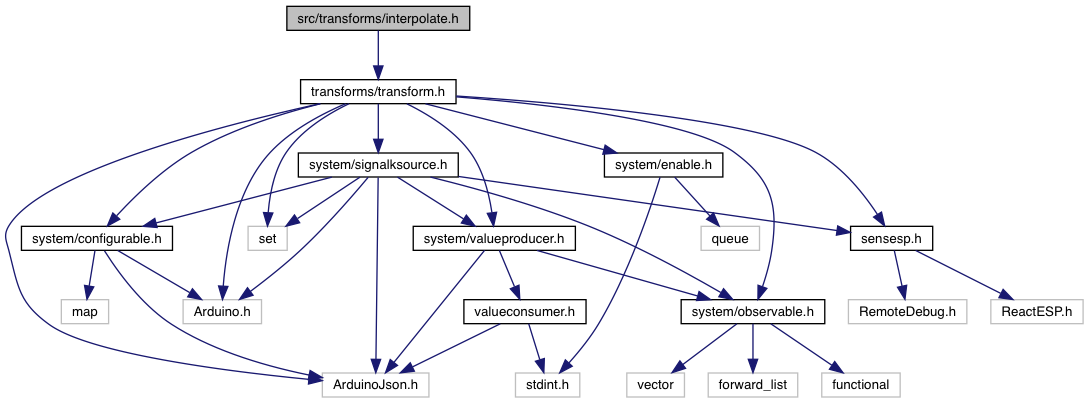 src/transforms/interpolate.h
transforms/transform.h
system/signalksource.h
system/enable.h
system/configurable.h
set
system/valueproducer.h
queue
sensesp.h
map
Arduino.h
valueconsumer.h
system/observable.h
RemoteDebug.h
ReactESP.h
ArduinoJson.h
stdint.h
vector
forward_list
functional